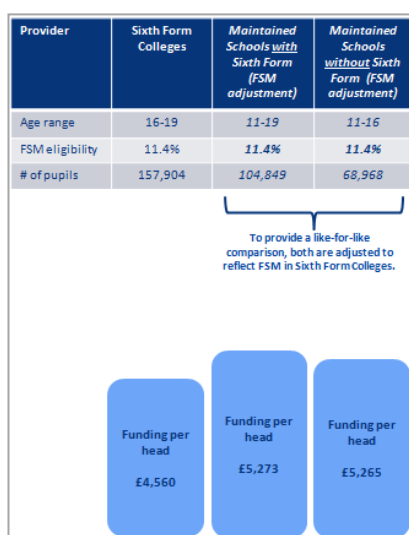 Provider
Sixth Form
Colleges
Maintained
Schools with
Sixth Form
(FSM
adjustment)
Maintained
Schools
without Sixth
Form (FSM
adjustment)
Age range 16-19 11-19 11-16
FSM eligibility 11.4% 11.4% 11.4%
# of pupils 157,904 104,849 68,968
To provide a like-for-like
comparison, both are adjusted to
reflect FSM in Sixth Form Colleges.
Funding per
head
£4,560
Funding per
head
£5,273
Funding per
head
£5,265